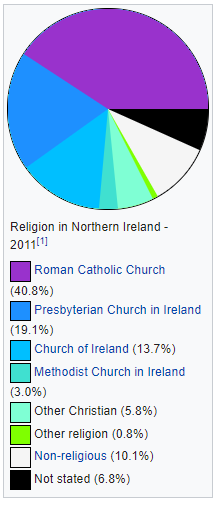 Religion in Northern Ireland -
2011[1]
Roman Catholic Church
(40.8%)
Presbyterian Church in Ireland
(19.1%)
Church of Ireland (13.7%)
Methodist Church in Ireland
(3.0%)
Other Christian (5.8%)
Other religion (0.8%)
Non-religious (10.1%)
Not stated (6.8%)